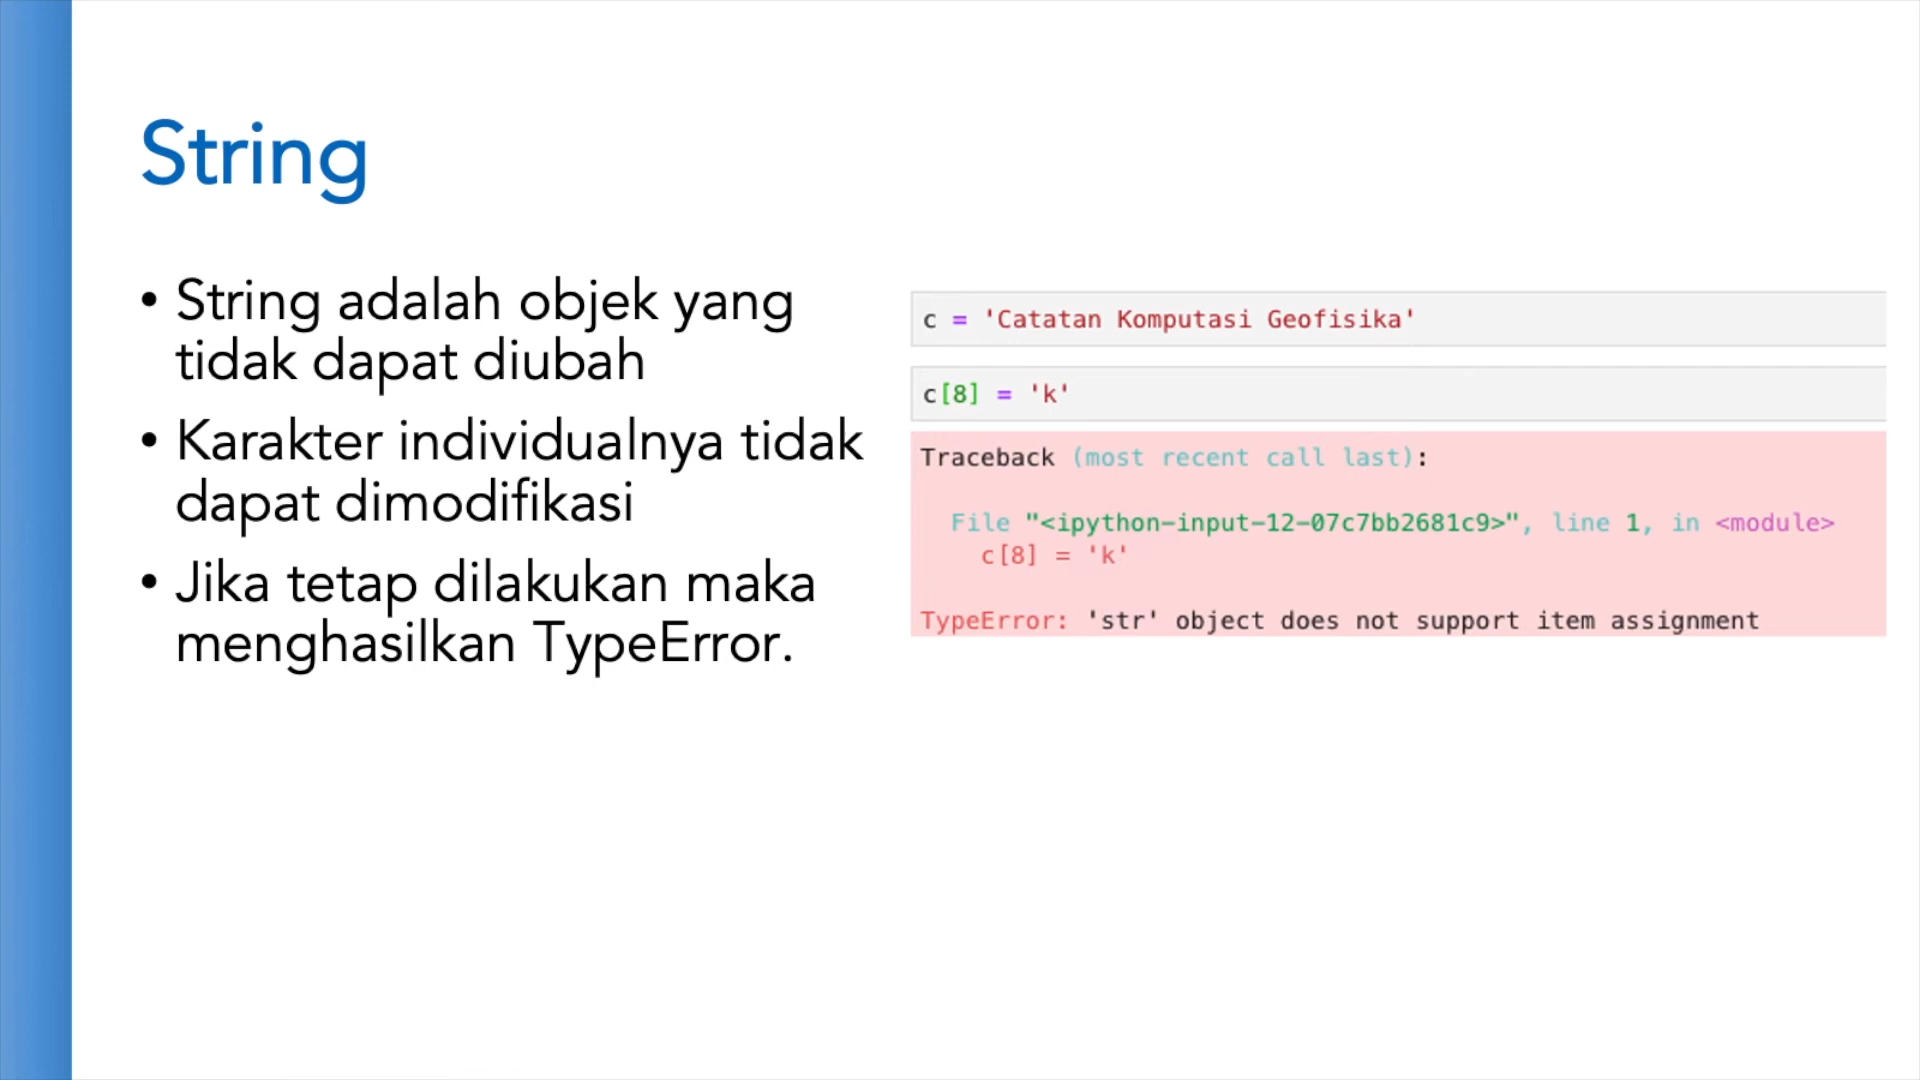 String
• String adalah objek yang
tidak dapat diubah
• Karakter individualnya tidak
dapat dimodifikasi
• Jika tetap dilakukan maka
menghasilkan TypeError.
c = 'Catatan Komputasi Geofisika'
c[8] = 'k'
Traceback (most recent call last):
File "<ipython-input-12-07c7bb2681c9>", line 1, in <module>
c[8] = 'k'
TypeError: 'str' object does not support item assignment